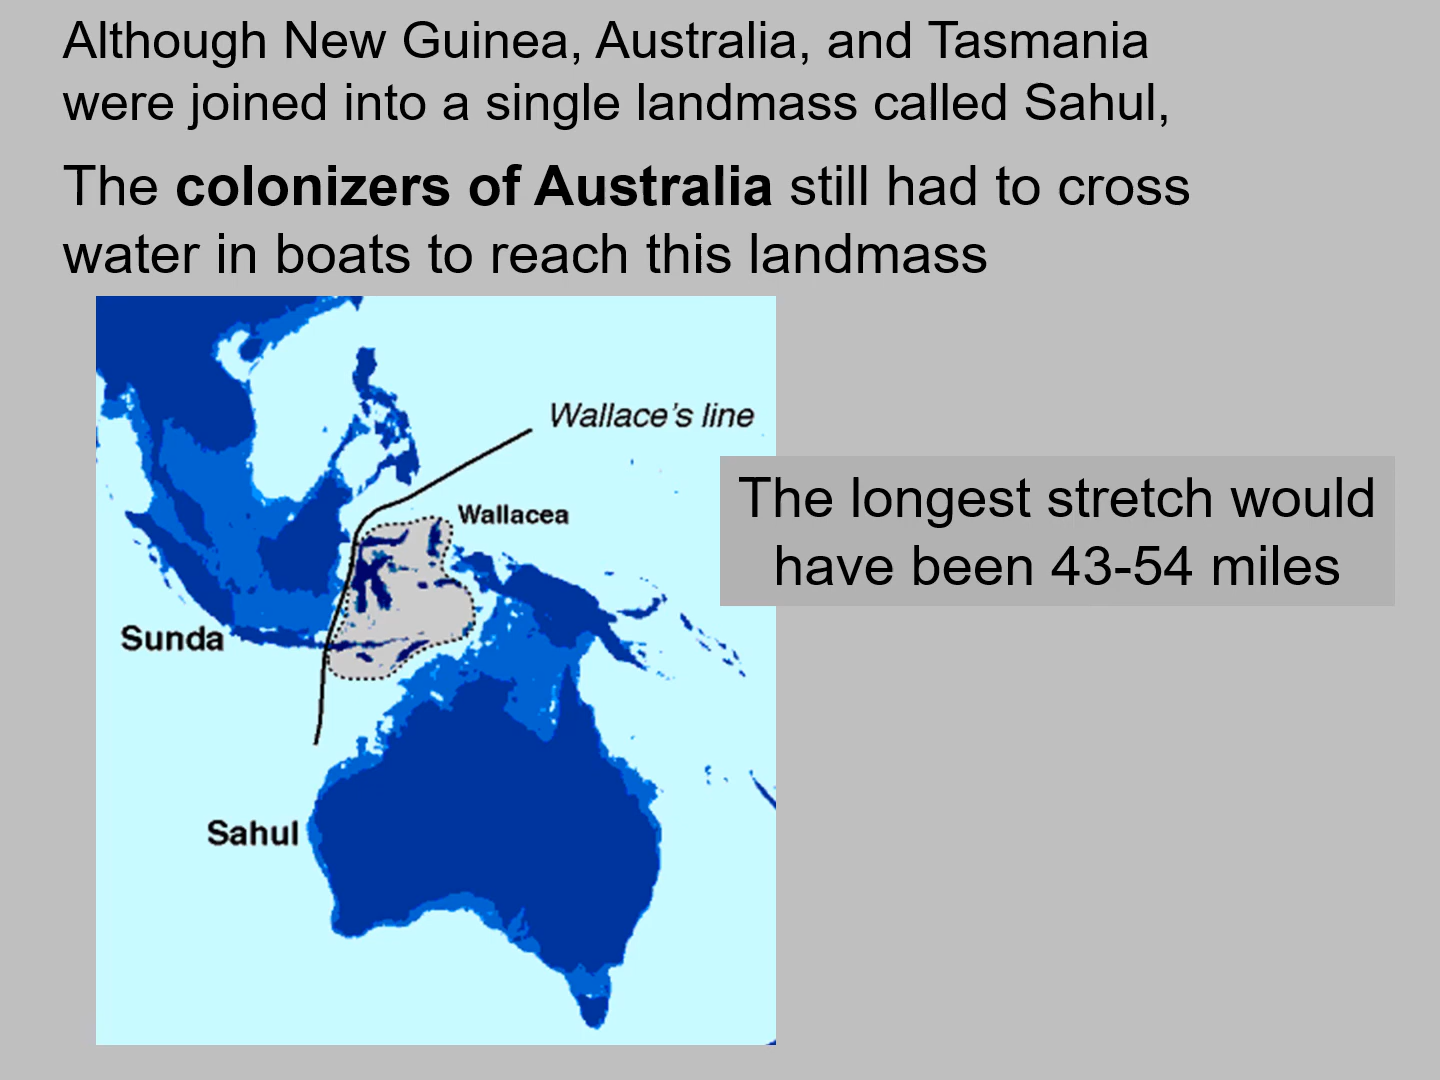 Although New Guinea, Australia, and Tasmania
were joined into a single landmass called Sahul,
The colonizers of Australia still had to cross
water in boats to reach this landmass
Wallace's line
Wallacea
The longest stretch would
have been 43-54 miles
Sunda
Sahul